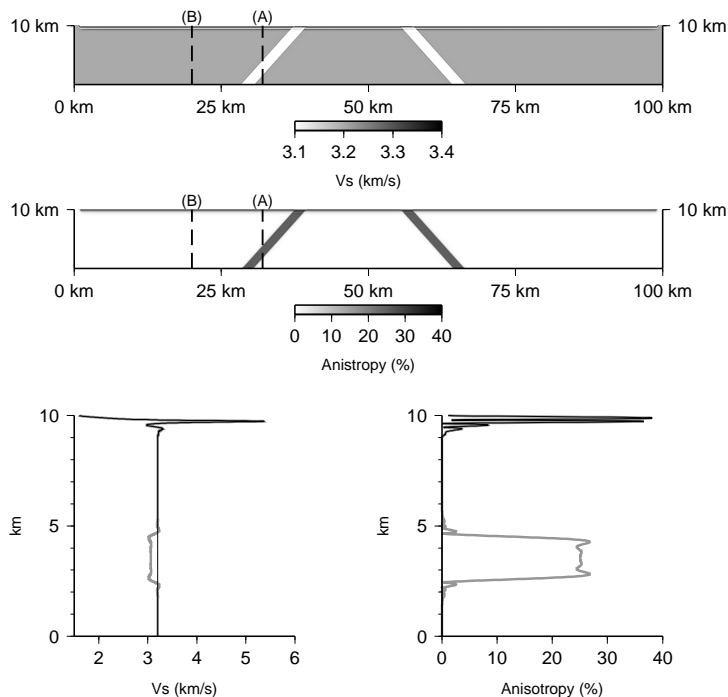 (B) (A)
10 km 10 km
0 km 25 km 50 km 75 km 100 km
3.1 3.2 3.3 3.4
Vs (km/s)
(B) (A)
10 km 10 km
0 km 25 km 50 km 75 km 100 km
0 10 20 30 40
Anistropy (%)
10 10
5 5
km km
0 0
2 3 4 5 6 0 10 20 30 40
Vs (km/s) Anisotropy (%)